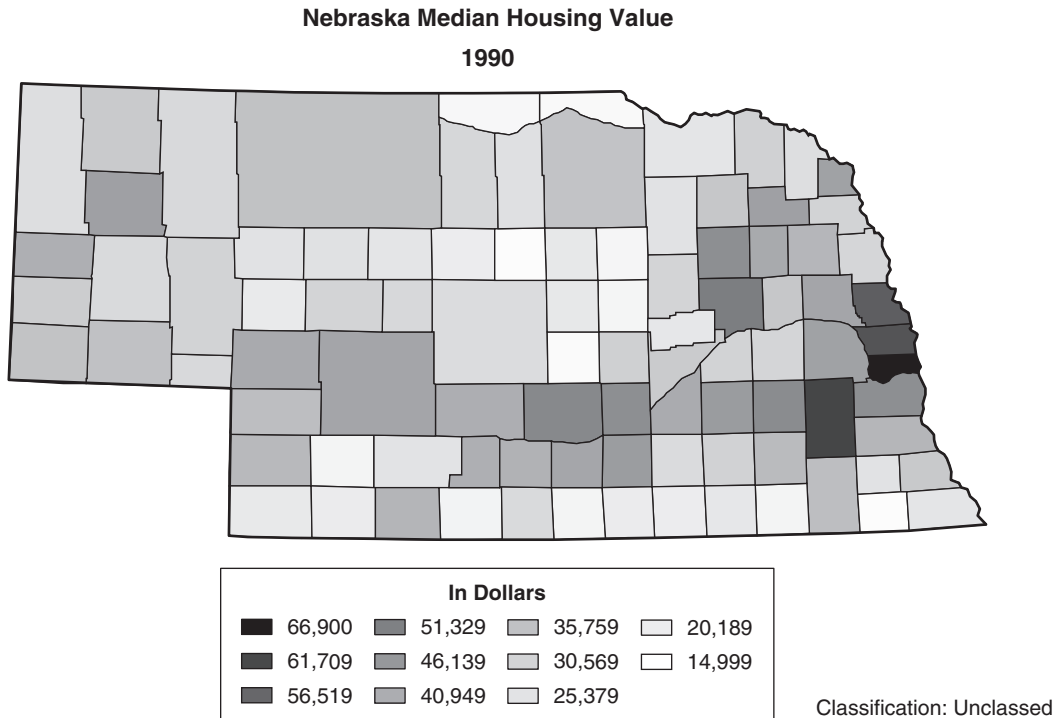 Nebraska Median Housing Value
1990
In Dollars
66,900 51,329 35,759 20,189
61,709 46,139 30,569 14,999
56,519 40,949 25,379
Classification: Unclassed